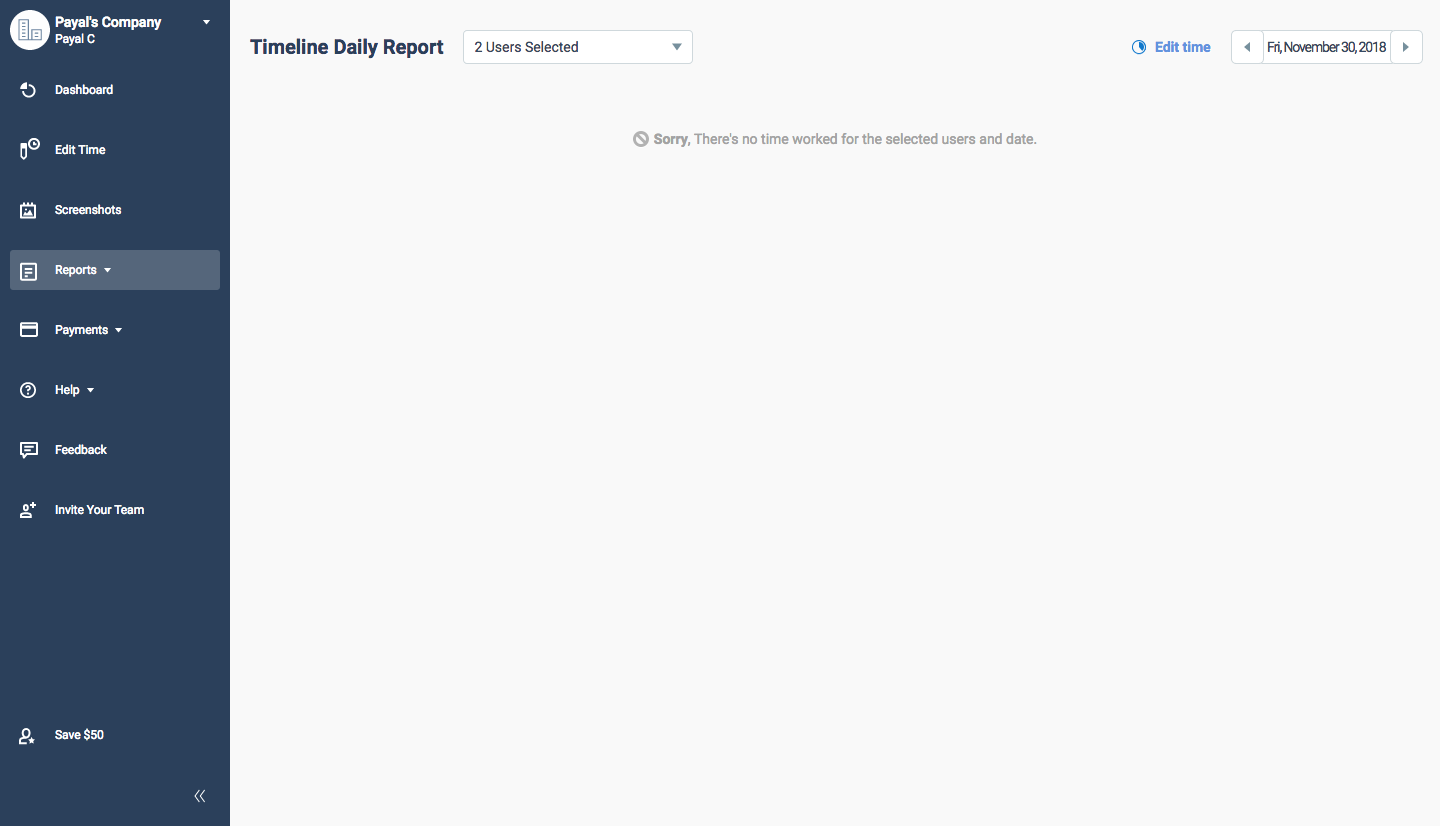 Payal's Company
Payal C
Dashboard
Edit Time
Screenshots
Reports
Payments
Help
Feedback
Invite Your Team
Save $50
Timeline Daily Report
2 Users Selected
Edit time
Fri, November 30, 2018
Sorry, There's no time worked for the selected users and date.